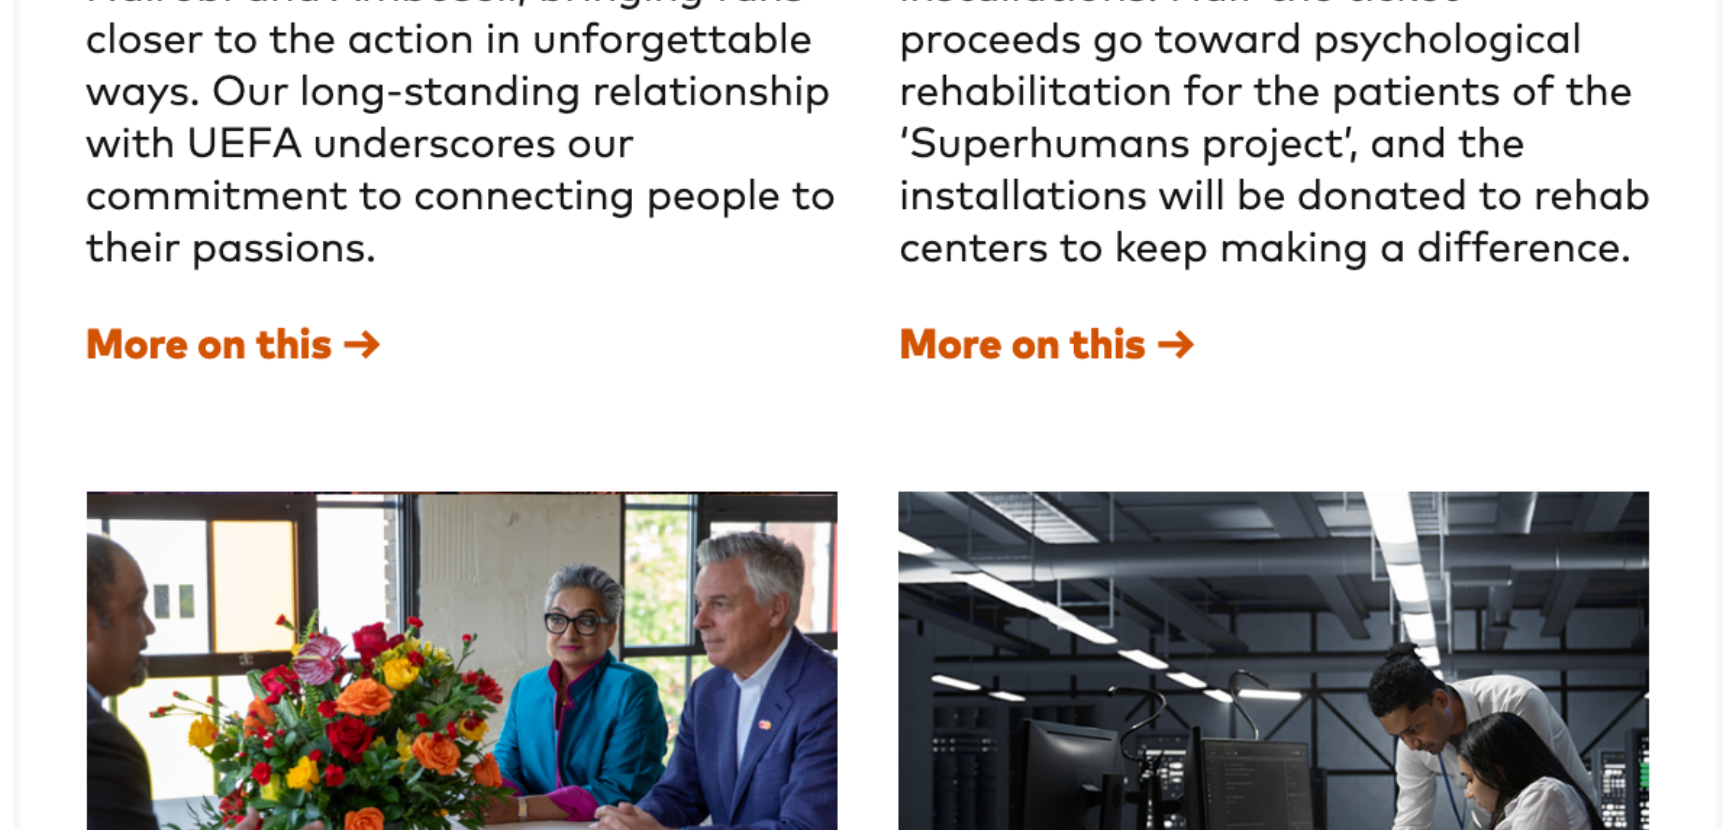 closer to the action in unforgettable
ways. Our long-standing relationship
with UEFA underscores our
commitment to connecting people to
their passions.
More on this →
proceeds go toward psychological
rehabilitation for the patients of the
‘Superhumans project’, and the
installations will be donated to rehab
centers to keep making a difference.
More on this →